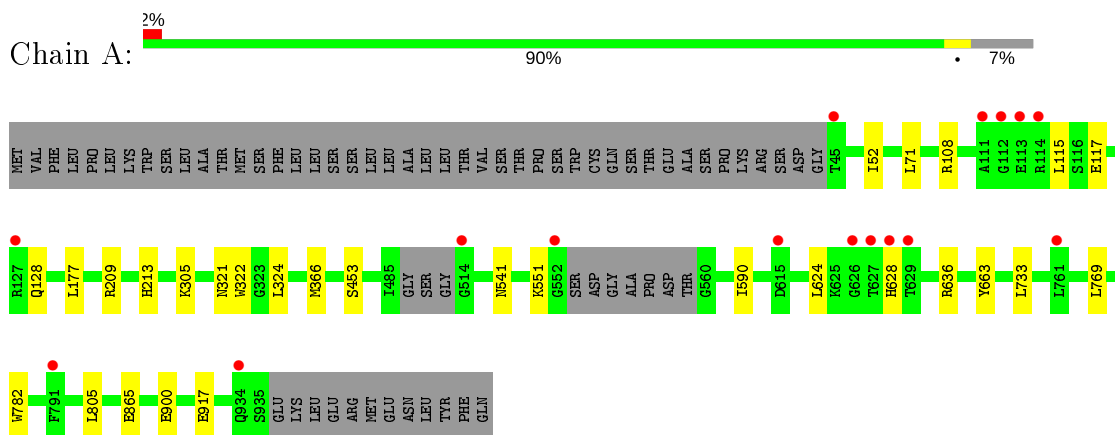 2%
Chain A:
90%
7%
MET VAL PHE LEU LEU PRO LEU LYS TRP SER LEU ALA THR MET SER PHE LEU LEU SER SER LEU LEU ALA LEU LEU THR VAL SER SER THR PRO SER TRP CYS GLN SER THR GLU ALA SER PRO LYS ARG SER ASP GLY T45 I52 L71 R108 A111 G112 E113 R114 L115 S116 E117
R127 Q128 L177 R209 H213 K305 N321 W322 G323 L324 M366 S453 I485 GLY SER GLY G514 N541 K551 G552 SER ASP GLY ALA PRO ASP THR G560 I590 D615 L624 K625 G626 T627 H628 T629 R636 Y663 L733 L761 L769
W782 F791 L805 E865 E900 E917 Q934 S935 GLU LYS LEU GLU ARG MET GLU ASN LEU TYR PHE GLN